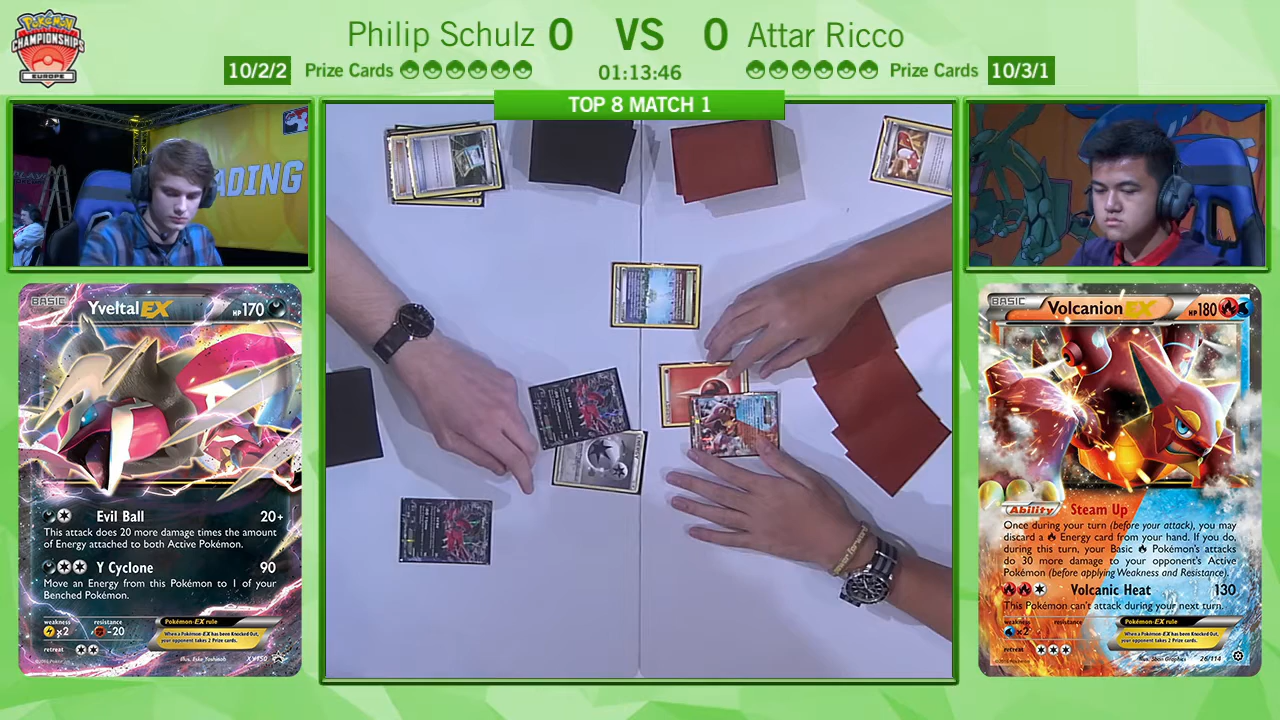 Pokémon
CHAMPIONSHIPS
EUROPE
Philip Schulz 0 VS 0 Attar Ricco
10/2/2 Prize Cards 01:13:46 Prize Cards 10/3/1
TOP 8 MATCH 1
ADING
BASIC YveltalEX HP170
Evil Ball 20+
This attack does 20 more damage times the amount
of Energy attached to both Active Pokémon.
Y Cyclone 90
Move an Energy from this Pokémon to 1 of your
Benched Pokémon.
weakness ×2 resistance -20
retreat
Pokémon-EX rule
When a Pokémon-EX has been Knocked Out,
your opponent takes 2 Prize cards.
XY150
BASIC Volcanion EX HP180
Ability Steam Up
Once during your turn (before your attack), you may
discard a Energy card from your hand. If you do,
during this turn, your Basic Pokémon's attacks
do 30 more damage to your opponent's Active
Pokémon (before applying Weakness and Resistance).
Volcanic Heat 130
This Pokémon can't attack during your next turn.
weakness ×2 resistance
retreat
Pokémon-EX rule
When a Pokémon-EX has been Knocked Out,
your opponent takes 2 Prize cards.
26/114